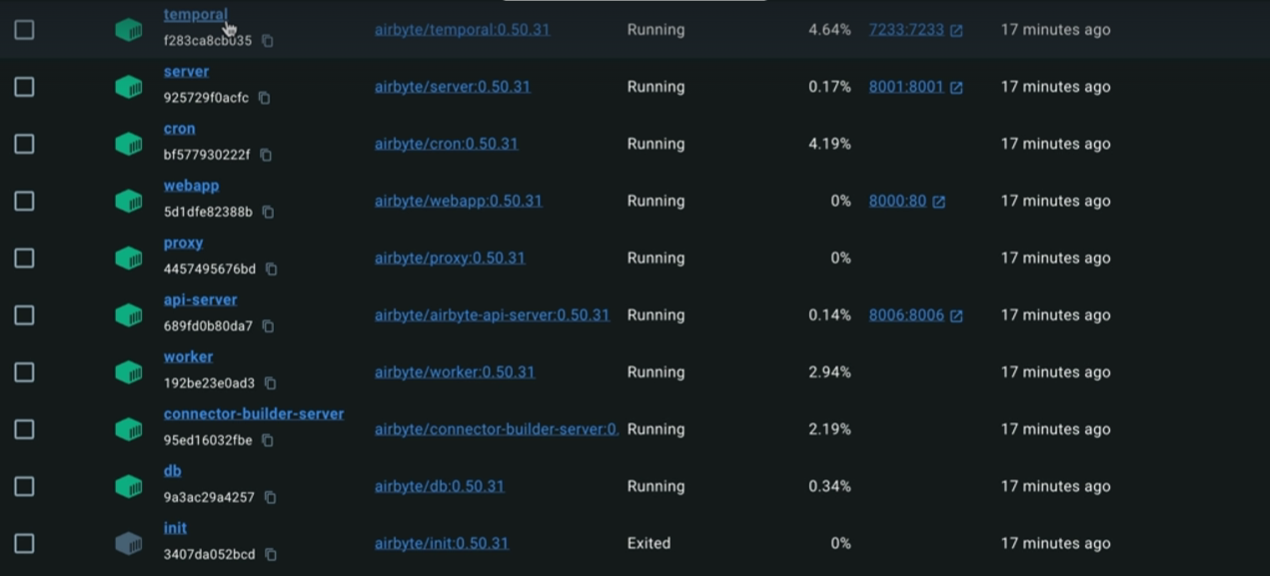 temporal
f283ca8cb035 airbyte/temporal:0.50.31 Running 4.64% 7233:7233 17 minutes ago
server
925729f0acfc airbyte/server:0.50.31 Running 0.17% 8001:8001 17 minutes ago
cron
bf577930222f airbyte/cron:0.50.31 Running 4.19% 17 minutes ago
webapp
5d1dfe82388b airbyte/webapp:0.50.31 Running 0% 8000:80 17 minutes ago
proxy
4457495676bd airbyte/proxy:0.50.31 Running 0% 17 minutes ago
api-server
689fd0b80da7 airbyte/airbyte-api-server:0.50.31 Running 0.14% 8006:8006 17 minutes ago
worker
192be23e0ad3 airbyte/worker:0.50.31 Running 2.94% 17 minutes ago
connector-builder-server
95ed16032fbe airbyte/connector-builder-server:0. Running 2.19% 17 minutes ago
db
9a3ac29a4257 airbyte/db:0.50.31 Running 0.34% 17 minutes ago
init
3407da052bcd airbyte/init:0.50.31 Exited 0% 17 minutes ago